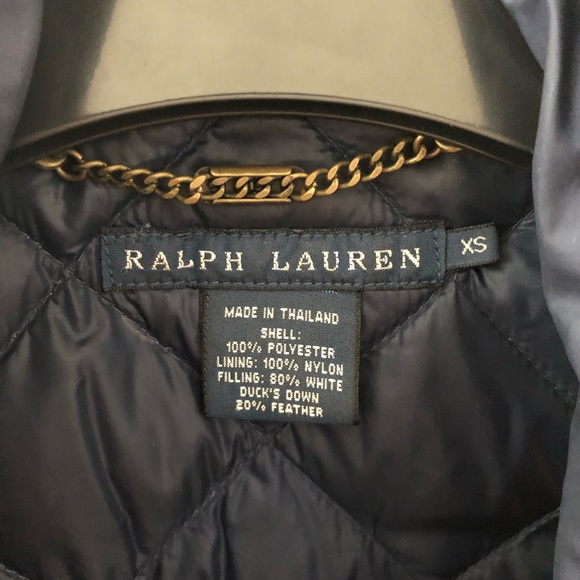 RALPH LAUREN XS
MADE IN THAILAND
SHELL:
100% POLYESTER
LINING: 100% NYLON
FILLING: 80% WHITE
DUCK'S DOWN
20% FEATHER